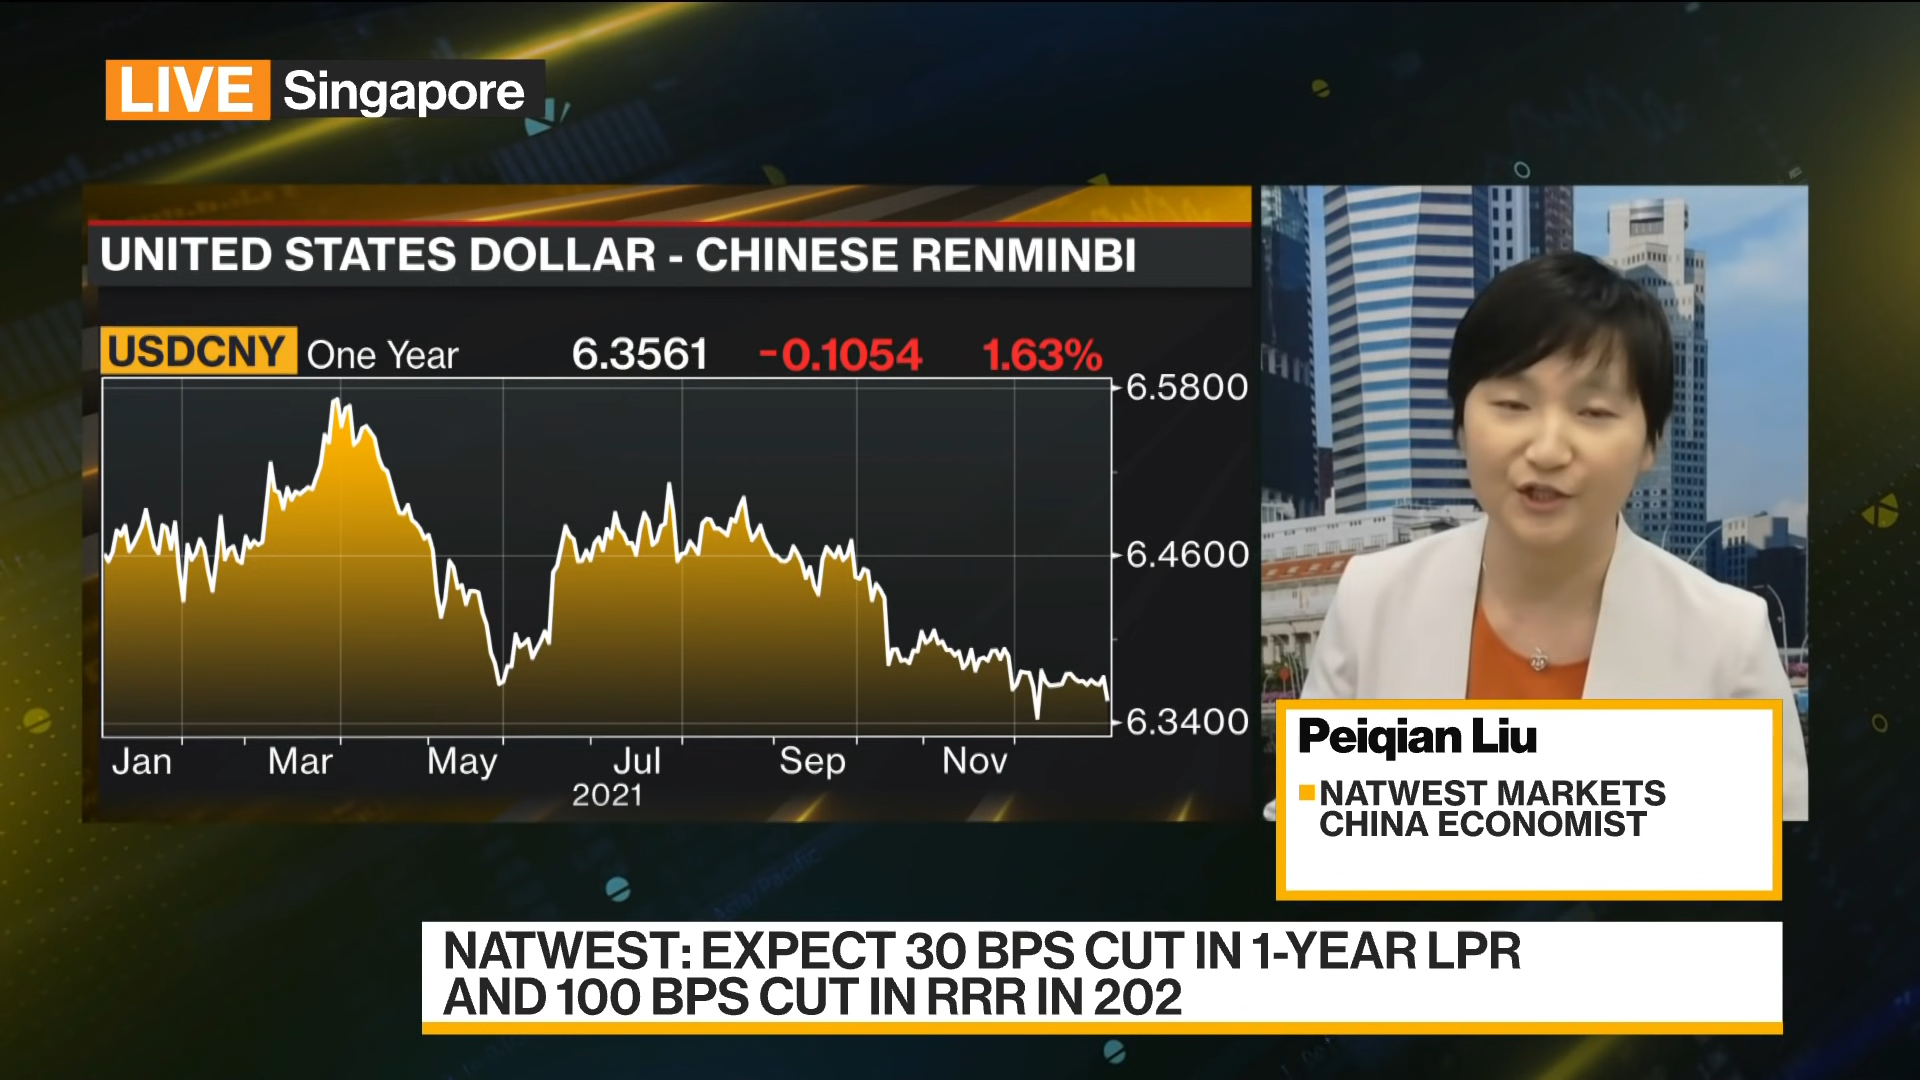 LIVE Singapore
UNITED STATES DOLLAR - CHINESE RENMINBI
USDCNY One Year 6.3561 -0.1054 1.63%
6.5800
6.4600
6.3400
Jan Mar May Jul Sep Nov
2021
Peiqian Liu
NATWEST MARKETS
CHINA ECONOMIST
NATWEST: EXPECT 30 BPS CUT IN 1-YEAR LPR
AND 100 BPS CUT IN RRR IN 202
Asia/Pacific